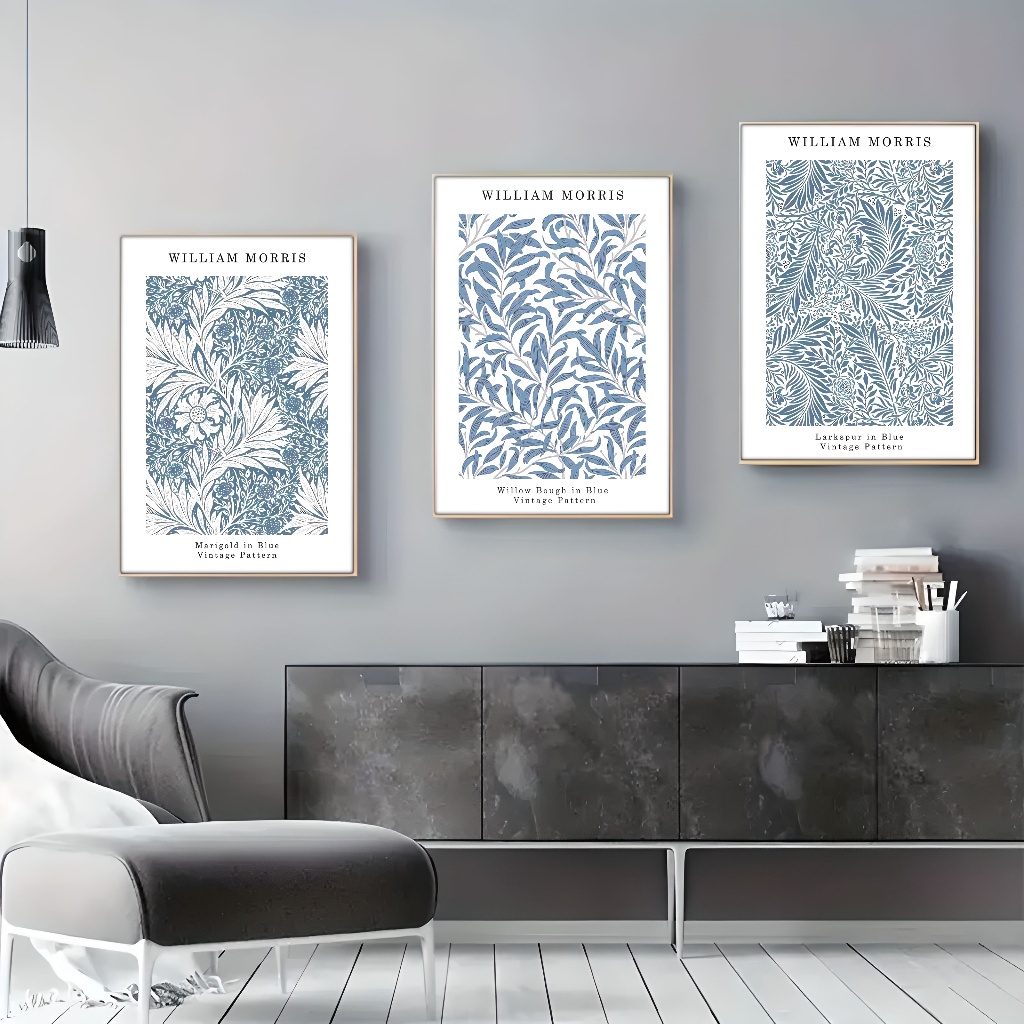 WILLIAM MORRIS
Marigold in Blue
Vintage Pattern
WILLIAM MORRIS
Willow Bough in Blue
Vintage Pattern
WILLIAM MORRIS
Larkspur in Blue
Vintage Pattern